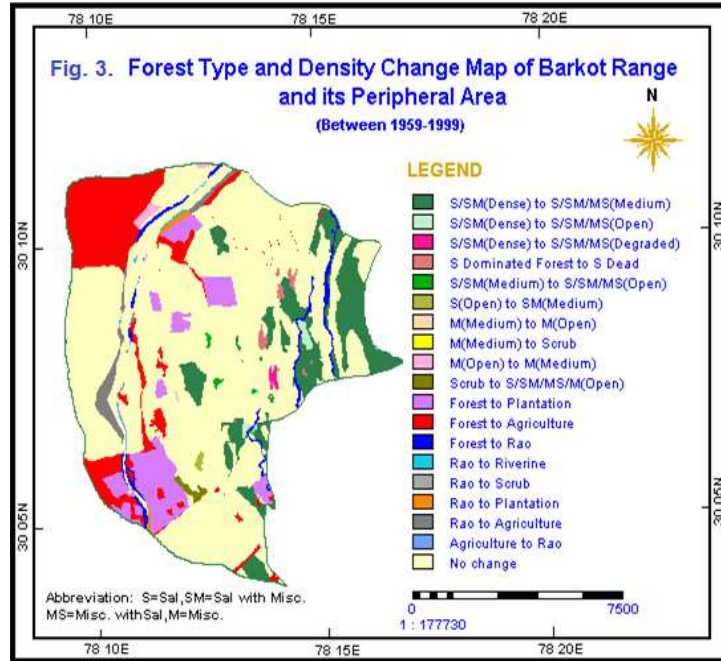 78 10E
78 15E
78 20E
Fig. 3. Forest Type and Density Change Map of Barkot Range
and its Peripheral Area
(Between 1959-1999)
N
LEGEND
S/SM(Dense) to S/SM/MS(Medium)
S/SM(Dense) to S/SM/MS(Open)
S/SM(Dense) to S/SM/MS(Degraded)
S Dominated Forest to S Dead
S/SM(Medium) to S/SM/MS(Open)
S(Open) to SM(Medium)
M(Medium) to M(Open)
M(Medium) to Scrub
M(Open) to M(Medium)
Scrub to S/SM/MS/M(Open)
Forest to Plantation
Forest to Agriculture
Forest to Rao
Rao to Riverine
Rao to Scrub
Rao to Plantation
Rao to Agriculture
Agriculture to Rao
No change
30 10N
30 10N
30 05N
30 05N
Abbreviation: S=Sal,SM=Sal with Misc.
MS=Misc. withSal,M=Misc.
0 7500
1 : 177730
78 10E
78 15E
78 20E